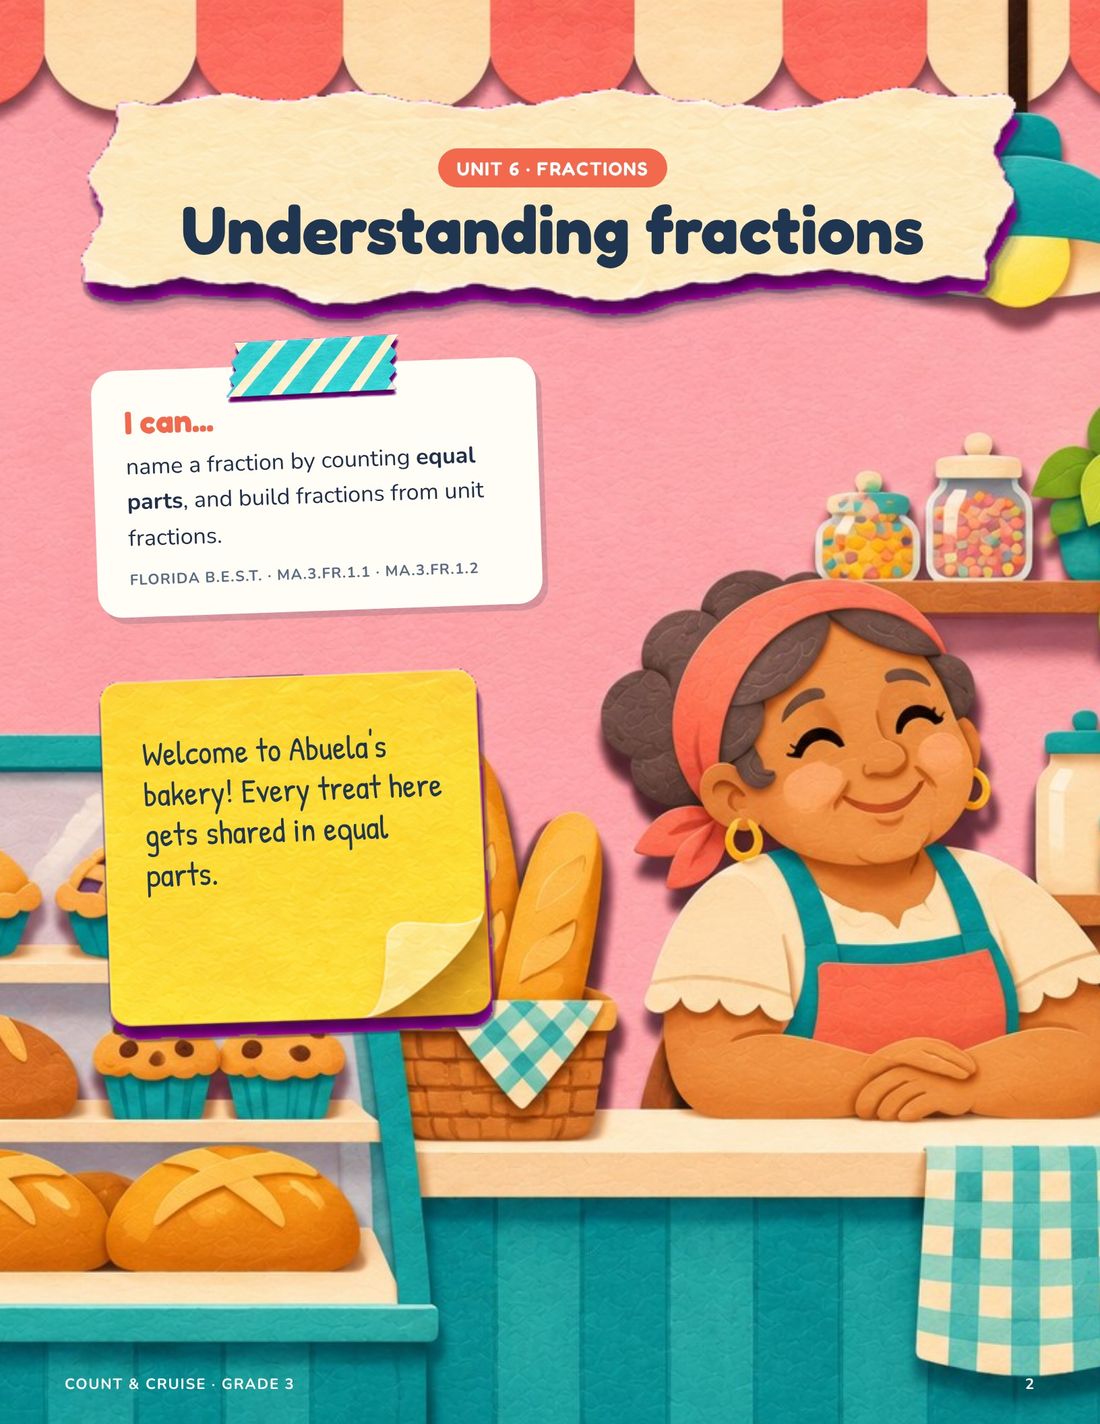 UNIT 6 · FRACTIONS
Understanding fractions
I can...
name a fraction by counting equal
parts, and build fractions from unit
fractions.
FLORIDA B.E.S.T. · MA.3.FR.1.1 · MA.3.FR.1.2
Welcome to Abuela's
bakery! Every treat here
gets shared in equal
parts.
COUNT & CRUISE · GRADE 3
2